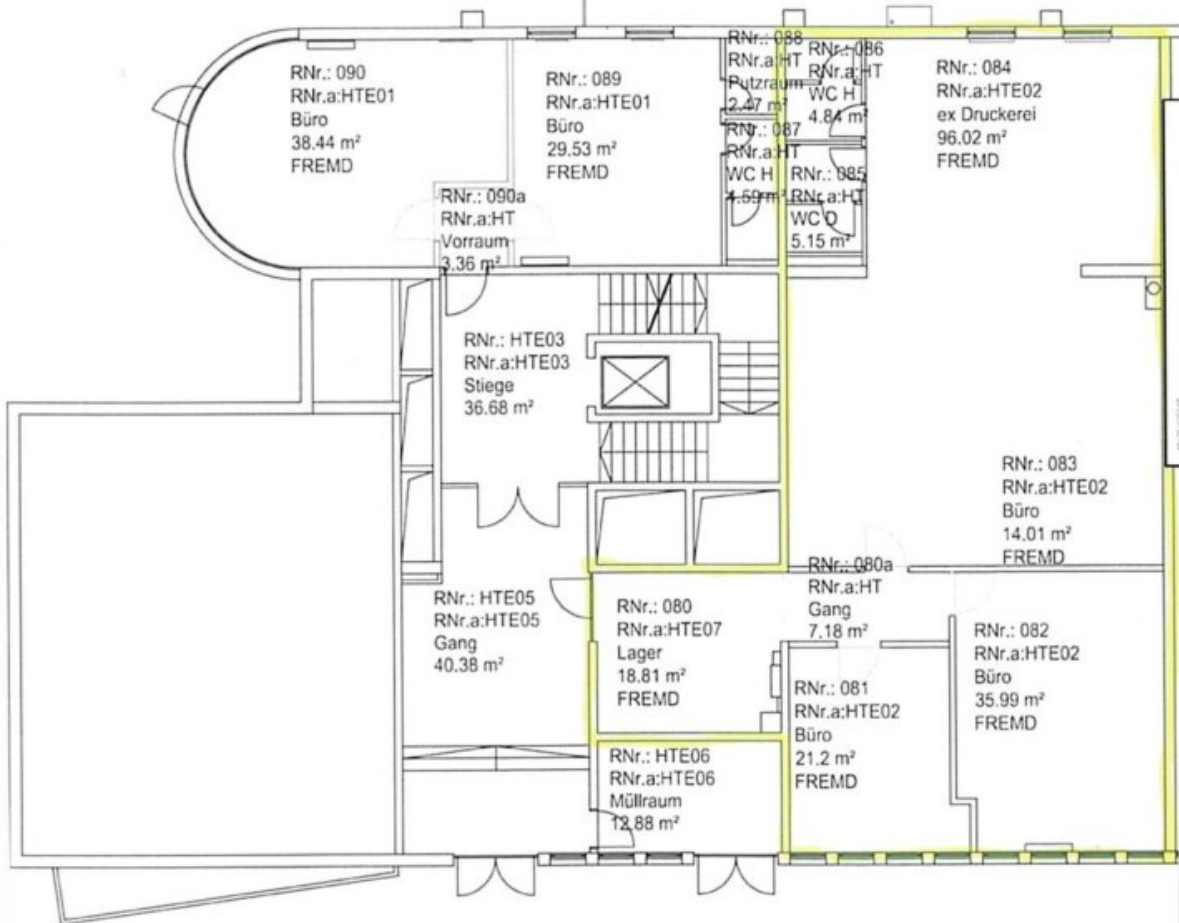 RNr.: 090
RNr.a:HTE01
Büro
38.44 m²
FREMD
RNr.: 089
RNr.a:HTE01
Büro
29.53 m²
FREMD
RNr.: 088
RNr.a:HT
Putzraum
2.47 m²
RNr.: 086
RNr.a:HT
WC H
4.84 m²
RNr.: 084
RNr.a:HTE02
ex Druckerei
96.02 m²
FREMD
RNr.: 087
RNr.a:HT
WC H
4.59 m²
RNr.: 085
RNr.a:HT
WC D
5.15 m²
RNr.: 090a
RNr.a:HT
Vorraum
3.36 m²
RNr.: HTE03
RNr.a:HTE03
Stiege
36.68 m²
RNr.: 083
RNr.a:HTE02
Büro
14.01 m²
FREMD
RNr.: HTE05
RNr.a:HTE05
Gang
40.38 m²
RNr.: 080
RNr.a:HTE07
Lager
18.81 m²
FREMD
RNr.: 080a
RNr.a:HT
Gang
7.18 m²
RNr.: 082
RNr.a:HTE02
Büro
35.99 m²
FREMD
RNr.: 081
RNr.a:HTE02
Büro
21.2 m²
FREMD
RNr.: HTE06
RNr.a:HTE06
Müllraum
12.88 m²